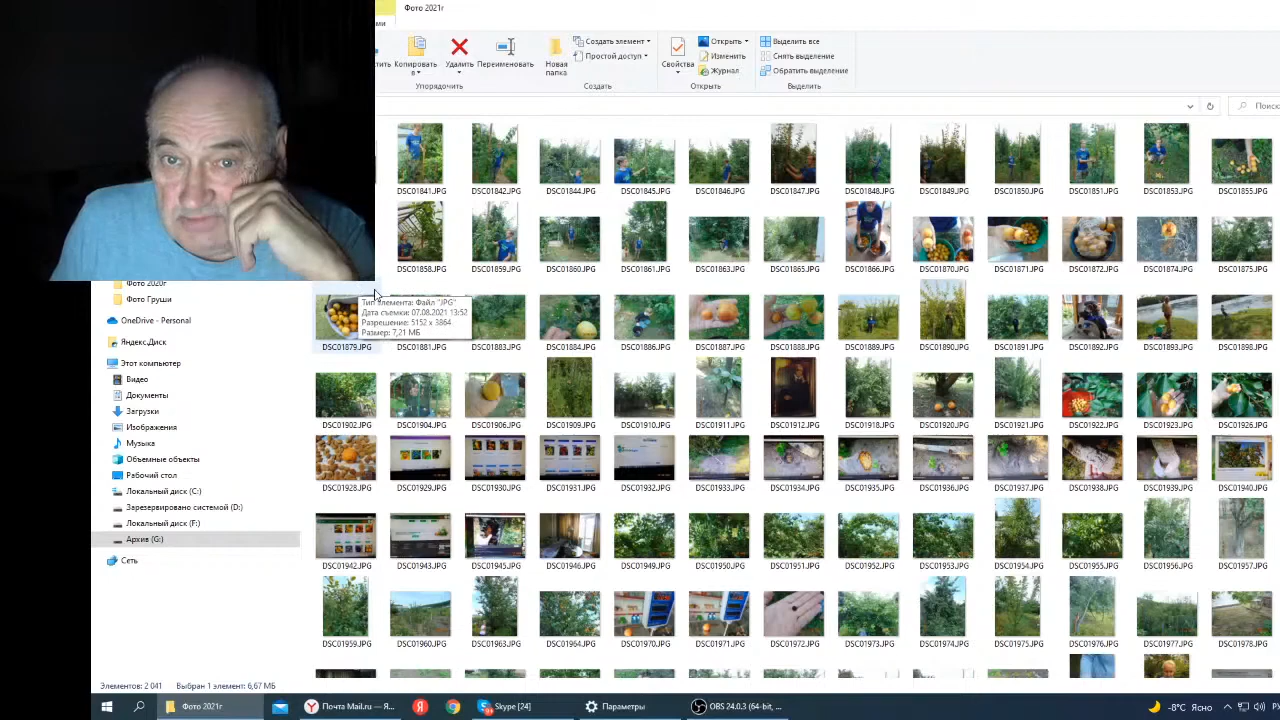 Фото 2021г
ами
тить
Копировать
в
Удалить
Переименовать
Новая
папка
Создать элемент
Простой доступ
Свойства
Открыть
Изменить
Журнал
Выделить все
Снять выделение
Обратить выделение
Упорядочить
Создать
Открыть
Выделить
Поиск
DSC01841.JPG DSC01842.JPG DSC01844.JPG DSC01845.JPG DSC01846.JPG DSC01847.JPG DSC01848.JPG DSC01849.JPG DSC01850.JPG DSC01851.JPG DSC01853.JPG DSC01855.JPG
DSC01858.JPG DSC01859.JPG DSC01860.JPG DSC01861.JPG DSC01863.JPG DSC01865.JPG DSC01866.JPG DSC01870.JPG DSC01871.JPG DSC01872.JPG DSC01874.JPG DSC01875.JPG
Фото 2020г
Фото Груши
OneDrive - Personal
Яндекс.Диск
Этот компьютер
Видео
Документы
Загрузки
Изображения
Музыка
Объемные объекты
Рабочий стол
Локальный диск (C:)
Зарезервировано системой (D:)
Локальный диск (F:)
Архив (G:)
Сеть
Тип элемента: Файл "JPG"
Дата съемки: 07.08.2021 13:52
Разрешение: 5152 x 3864
Размер: 7,21 МБ
DSC01879.JPG DSC01881.JPG DSC01883.JPG DSC01884.JPG DSC01886.JPG DSC01887.JPG DSC01888.JPG DSC01889.JPG DSC01890.JPG DSC01891.JPG DSC01892.JPG DSC01893.JPG DSC01898.JPG
DSC01902.JPG DSC01904.JPG DSC01906.JPG DSC01909.JPG DSC01910.JPG DSC01911.JPG DSC01912.JPG DSC01918.JPG DSC01920.JPG DSC01921.JPG DSC01922.JPG DSC01923.JPG DSC01926.JPG
DSC01928.JPG DSC01929.JPG DSC01930.JPG DSC01931.JPG DSC01932.JPG DSC01933.JPG DSC01934.JPG DSC01935.JPG DSC01936.JPG DSC01937.JPG DSC01938.JPG DSC01939.JPG DSC01940.JPG
DSC01942.JPG DSC01943.JPG DSC01945.JPG DSC01946.JPG DSC01949.JPG DSC01950.JPG DSC01951.JPG DSC01952.JPG DSC01953.JPG DSC01954.JPG DSC01955.JPG DSC01956.JPG DSC01957.JPG
DSC01959.JPG DSC01960.JPG DSC01963.JPG DSC01964.JPG DSC01970.JPG DSC01971.JPG DSC01972.JPG DSC01973.JPG DSC01974.JPG DSC01975.JPG DSC01976.JPG DSC01977.JPG DSC01978.JPG
Элементов: 2 041 Выбран 1 элемент: 6,67 МБ
Фото 2021г
Почта Mail.ru — Я...
Skype [24]
Параметры
OBS 24.0.3 (64-bit, ...
-8°C Ясно